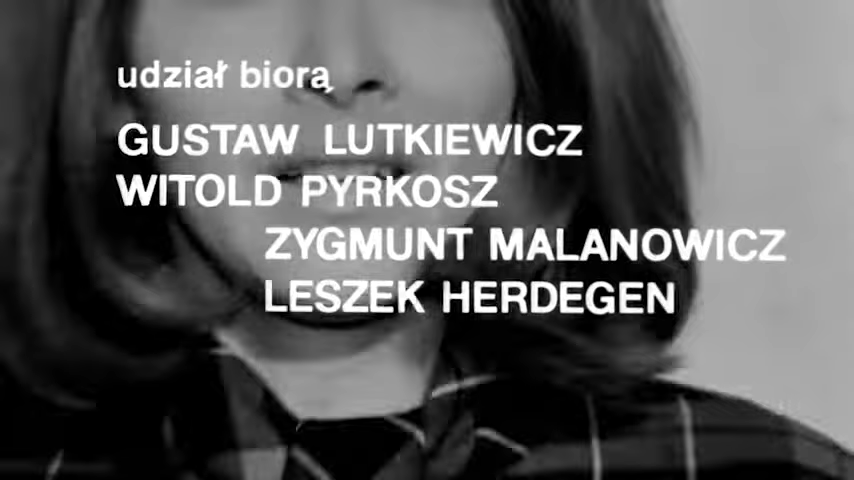 udział biorą
GUSTAW LUTKIEWICZ
WITOLD PYRKOSZ
ZYGMUNT MALANOWICZ
LESZEK HERDEGEN